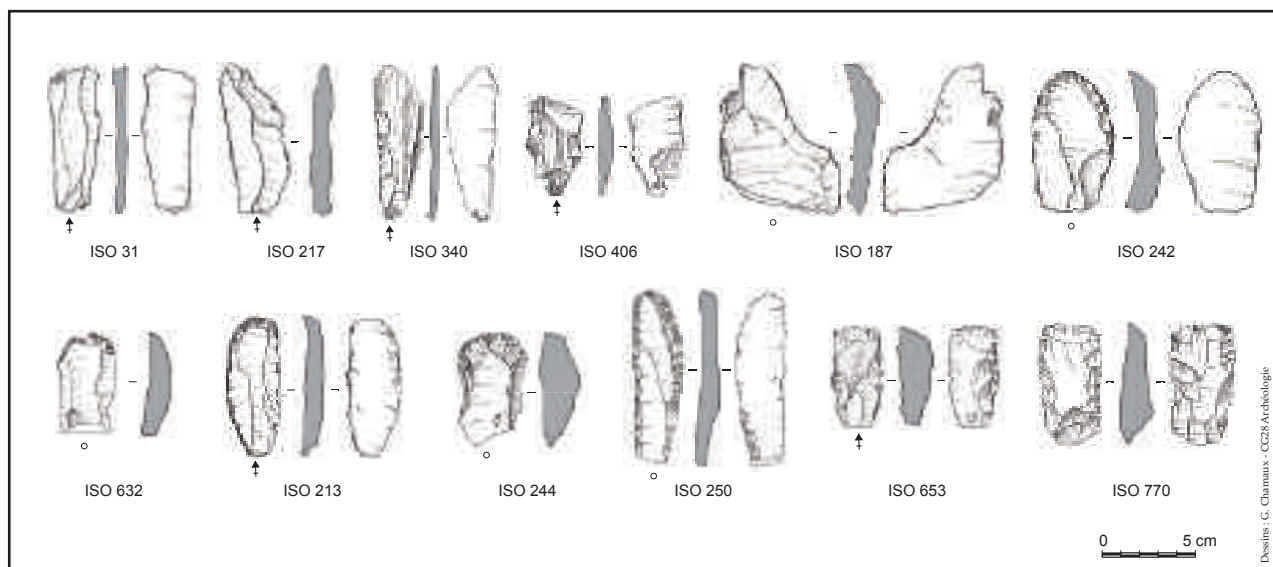 ISO 31
ISO 217
ISO 340
ISO 406
ISO 187
ISO 242
ISO 632
ISO 213
ISO 244
ISO 250
ISO 653
ISO 770
0 5 cm
Dessins : G. Chamaux - CG28 Archéologie